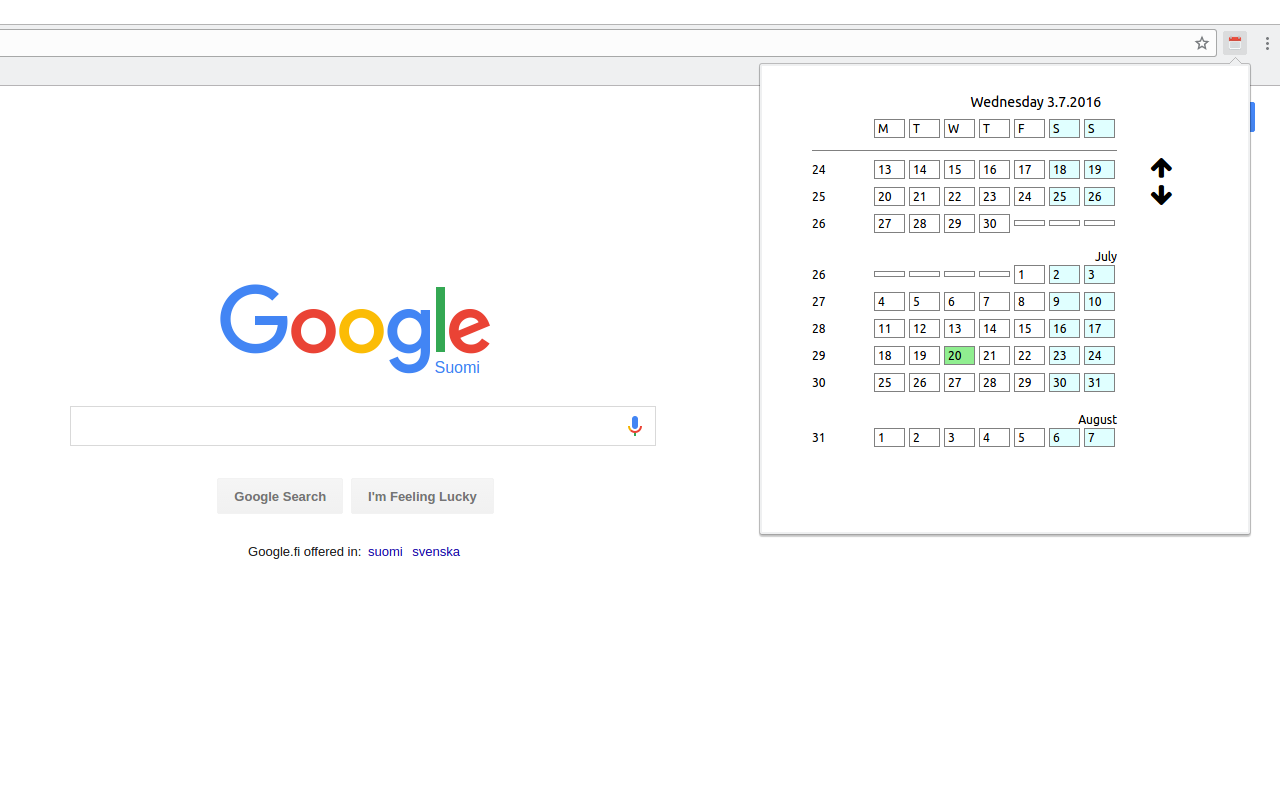 Wednesday 3.7.2016
M T W T F S S
24 13 14 15 16 17 18 19
25 20 21 22 23 24 25 26
26 27 28 29 30
July
26 1 2 3
27 4 5 6 7 8 9 10
28 11 12 13 14 15 16 17
29 18 19 20 21 22 23 24
30 25 26 27 28 29 30 31
August
31 1 2 3 4 5 6 7
Google
Suomi
Google Search I'm Feeling Lucky
Google.fi offered in: suomi svenska